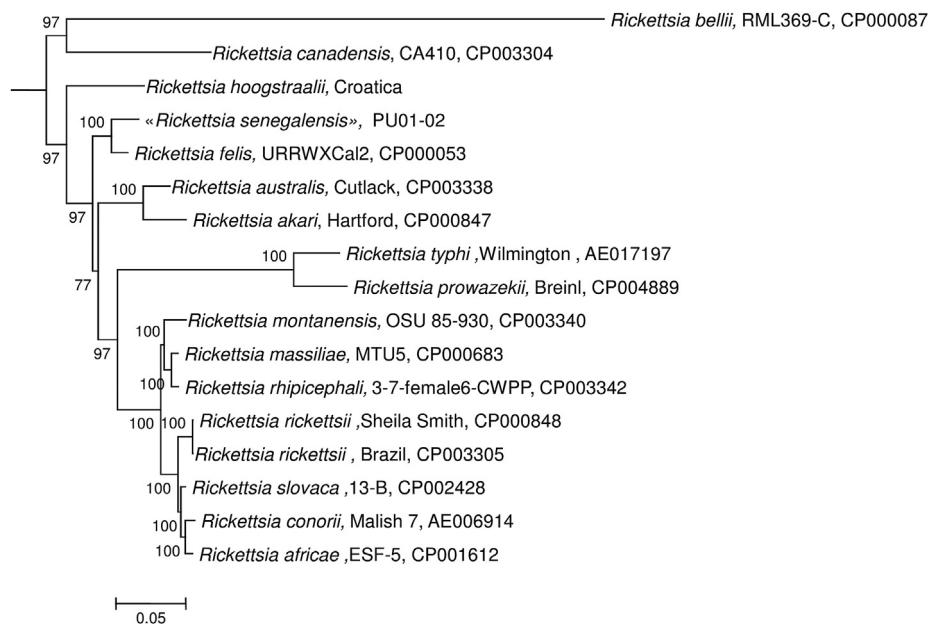 97
Rickettsia bellii, RML369-C, CP000087
Rickettsia canadensis, CA410, CP003304
Rickettsia hoogstraalii, Croatica
100
«Rickettsia senegalensis», PU01-02
97
Rickettsia felis, URRWXCal2, CP000053
100
Rickettsia australis, Cutlack, CP003338
97
Rickettsia akari, Hartford, CP000847
100
Rickettsia typhi ,Wilmington , AE017197
77
Rickettsia prowazekii, Breinl, CP004889
100
Rickettsia montanensis, OSU 85-930, CP003340
97
Rickettsia massiliae, MTU5, CP000683
100
Rickettsia rhipicephali, 3-7-female6-CWPP, CP003342
100 100
Rickettsia rickettsii ,Sheila Smith, CP000848
Rickettsia rickettsii , Brazil, CP003305
100
Rickettsia slovaca ,13-B, CP002428
100
Rickettsia conorii, Malish 7, AE006914
100
Rickettsia africae ,ESF-5, CP001612
0.05